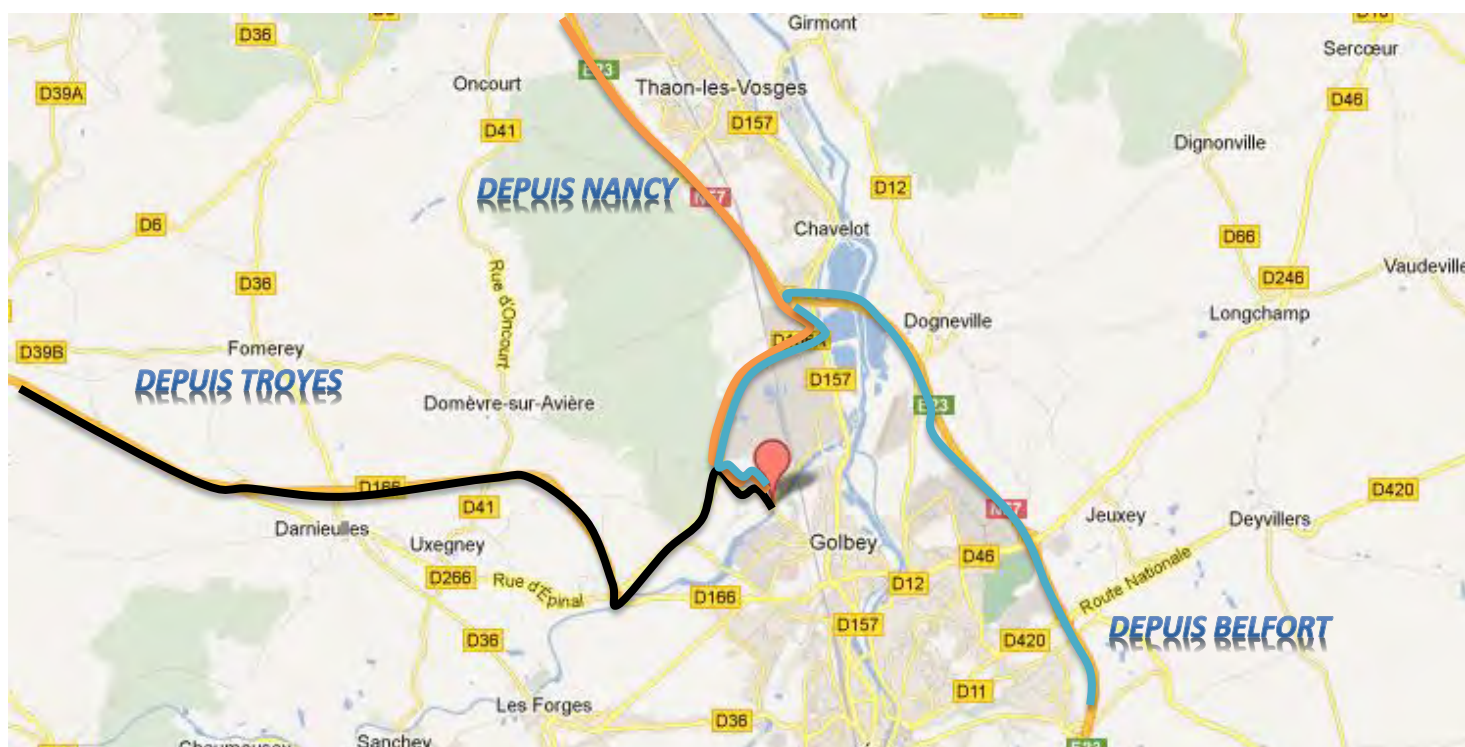 Girmont
D36
Sercœur
Oncourt
E23
Thaon-les-Vosges
D39A
D46
D41
D157
Dignonville
DEPUIS NANCY
N57
D12
D6
Chavelot
D66
Rue d'Oncourt
Vaudeville
D36
D246
Longchamp
Dogneville
D39B
Fomerey
DEPUIS TROYES
D157
Domèvre-sur-Avière
E23
D166
D420
D41
N57
Jeuxey
Deyvillers
Darnieulles
Uxegney
Golbey
D46
D266
Rue d'Épinal
D12
Route Nationale
D166
D157
D36
D420
DEPUIS BELFORT
D11
Les Forges
D36
Sanchey
Chaumousey
E23